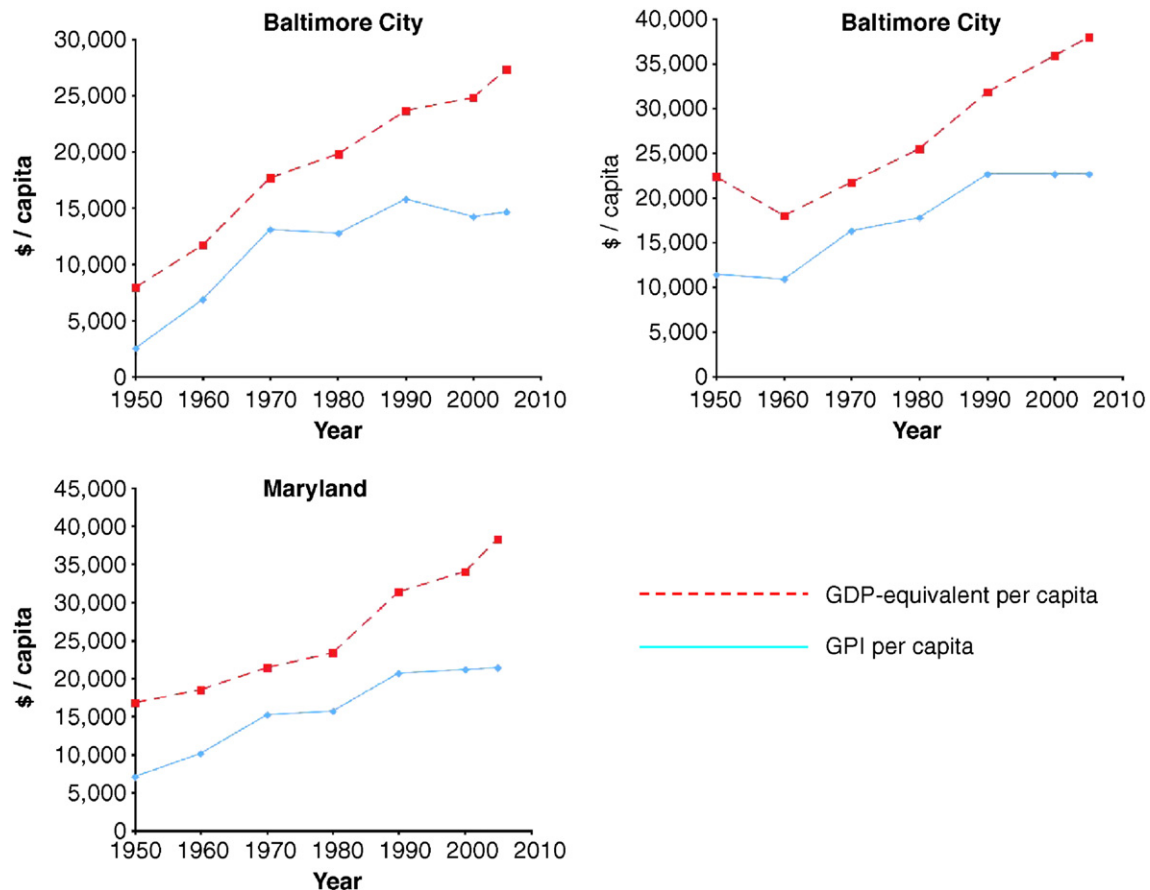 Baltimore City
30,000
25,000
20,000
15,000
10,000
5,000
0
$ / capita
1950 1960 1970 1980 1990 2000 2010
Year
Baltimore City
40,000
35,000
30,000
25,000
20,000
15,000
10,000
5,000
0
$ / capita
1950 1960 1970 1980 1990 2000 2010
Year
Maryland
45,000
40,000
35,000
30,000
25,000
20,000
15,000
10,000
5,000
0
$ / capita
1950 1960 1970 1980 1990 2000 2010
Year
GDP-equivalent per capita
GPI per capita